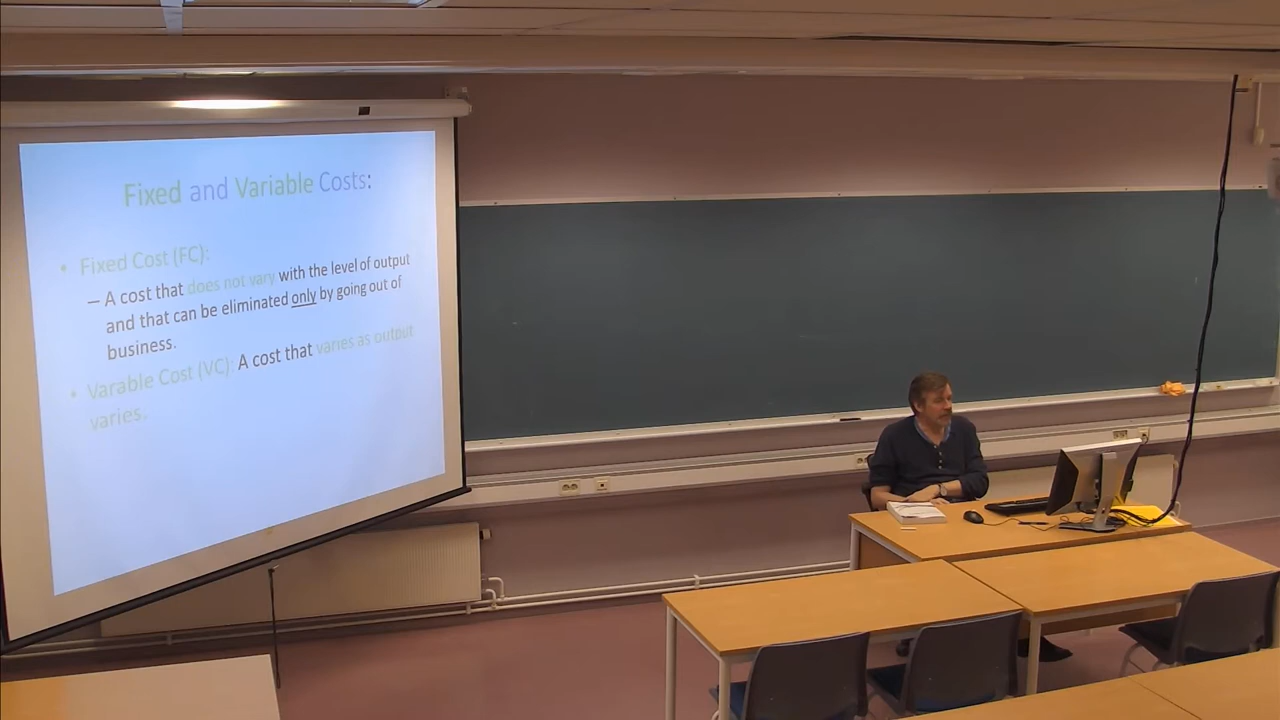 Fixed and Variable Costs:
• Fixed Cost (FC):
– A cost that does not vary with the level of output
and that can be eliminated only by going out of
business.
• Varable Cost (VC): A cost that varies as output
varies.